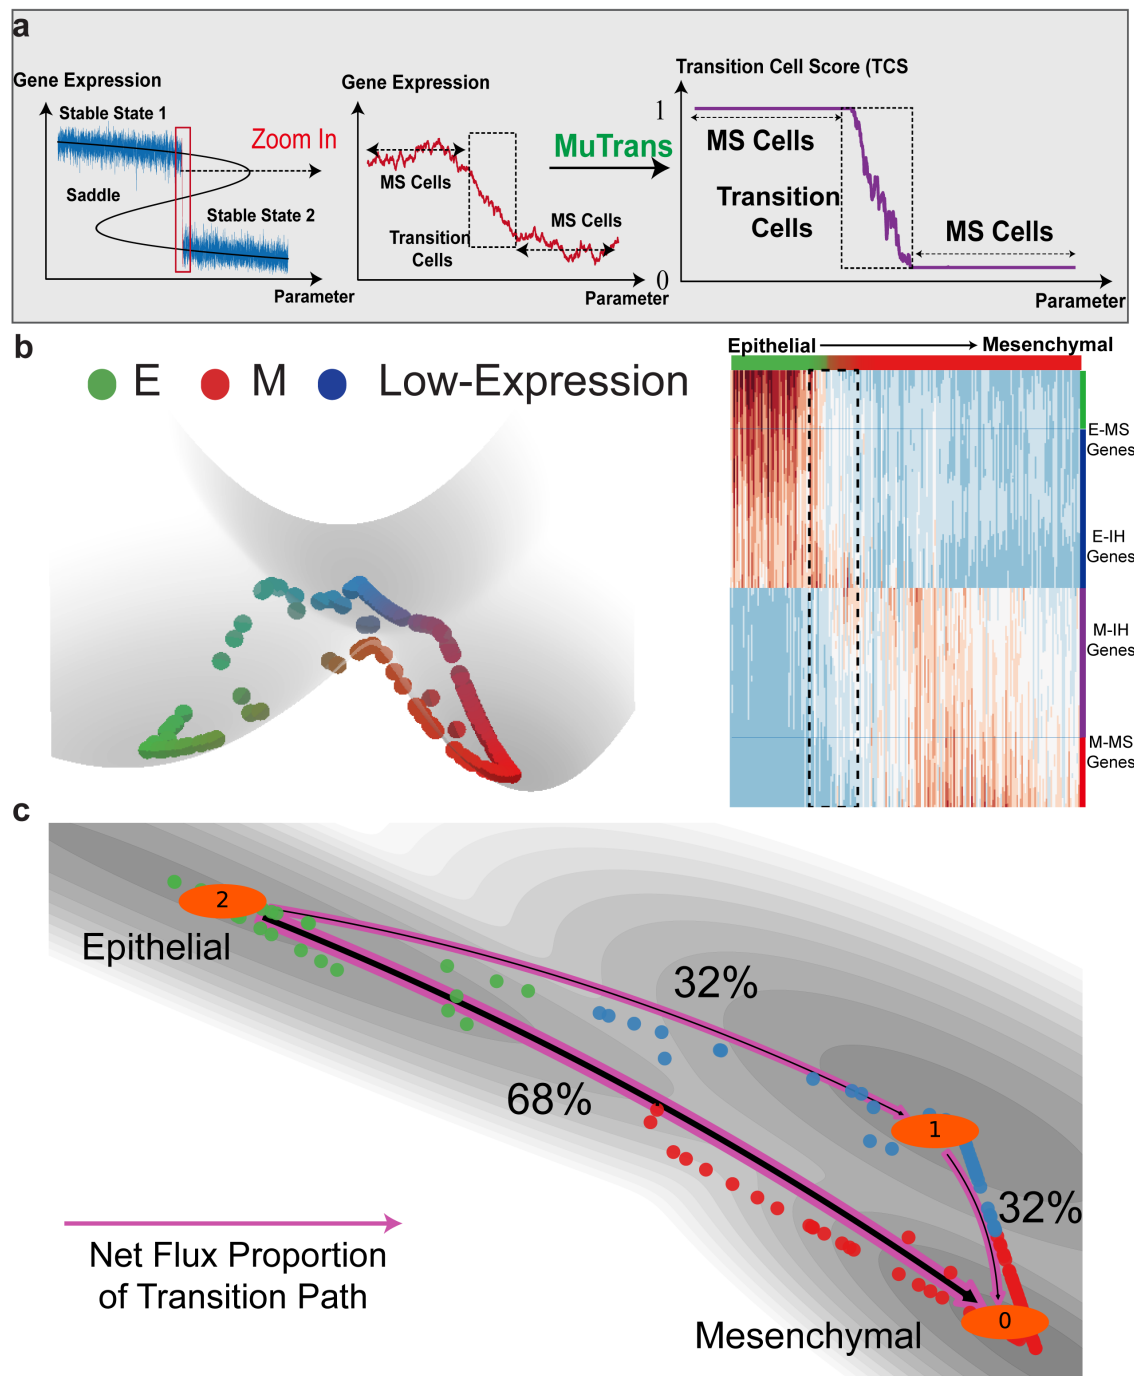 a
Gene Expression
Stable State 1
Zoom In
Saddle
Stable State 2
Parameter
Gene Expression
MS Cells
MS Cells
Transition
Cells
Parameter
MuTrans
Transition Cell Score (TCS
1
MS Cells
Transition
Cells
MS Cells
0
Parameter
b
E
M
Low-Expression
Epithelial
Mesenchymal
E-MS
Genes
E-IH
Genes
M-IH
Genes
M-MS
Genes
c
2
Epithelial
32%
68%
1
32%
Net Flux Proportion
of Transition Path
0
Mesenchymal